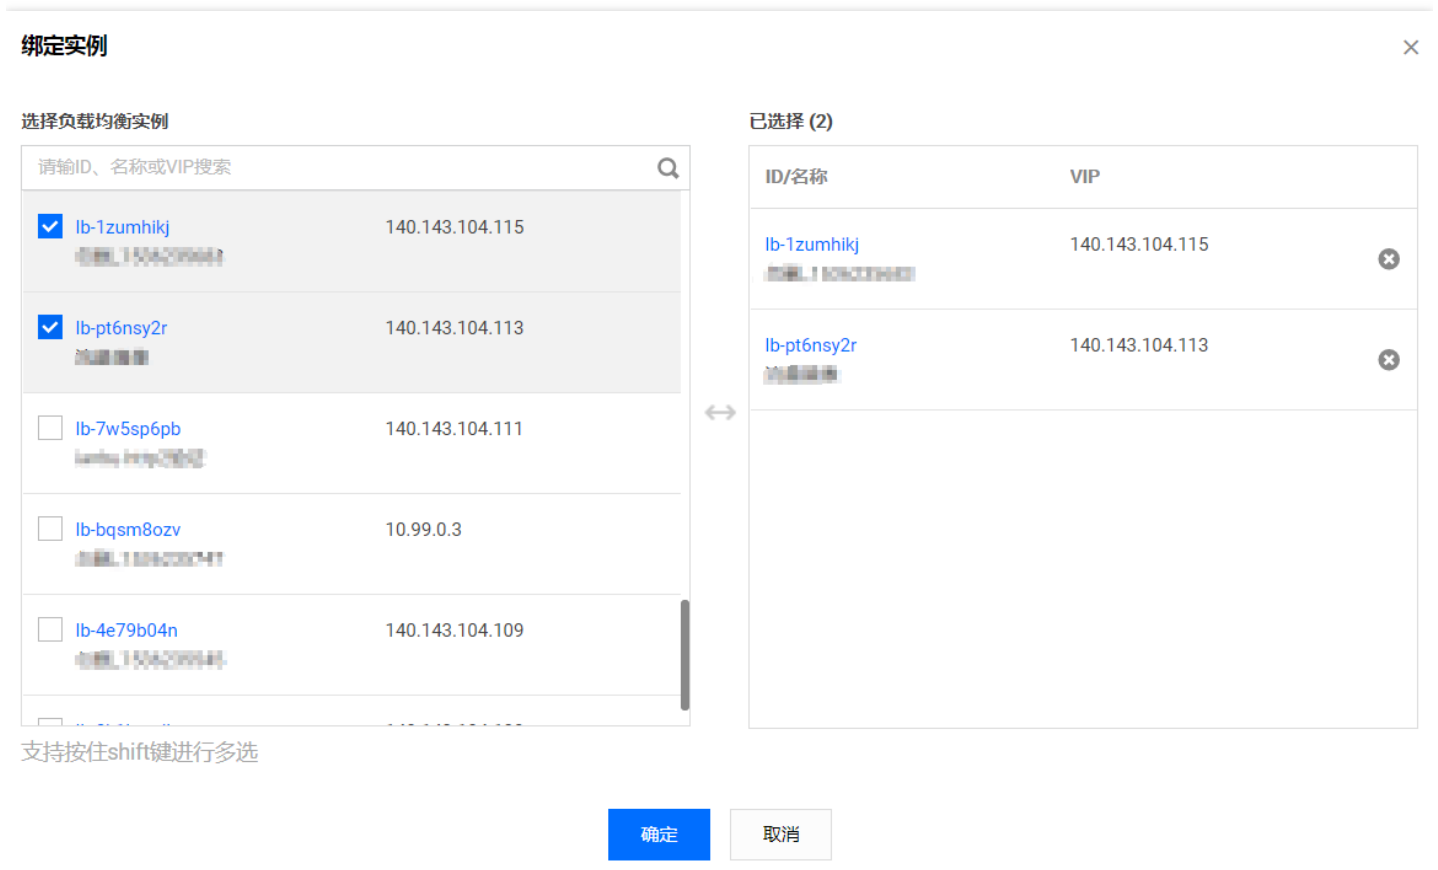 绑定实例
选择负载均衡实例
请输ID、名称或VIP搜索
lb-1zumhikj 140.143.104.115
lb-pt6nsy2r 140.143.104.113
lb-7w5sp6pb 140.143.104.111
lb-bqsm8ozv 10.99.0.3
lb-4e79b04n 140.143.104.109
支持按住shift键进行多选
已选择 (2)
ID/名称 VIP
lb-1zumhikj 140.143.104.115
lb-pt6nsy2r 140.143.104.113
确定 取消